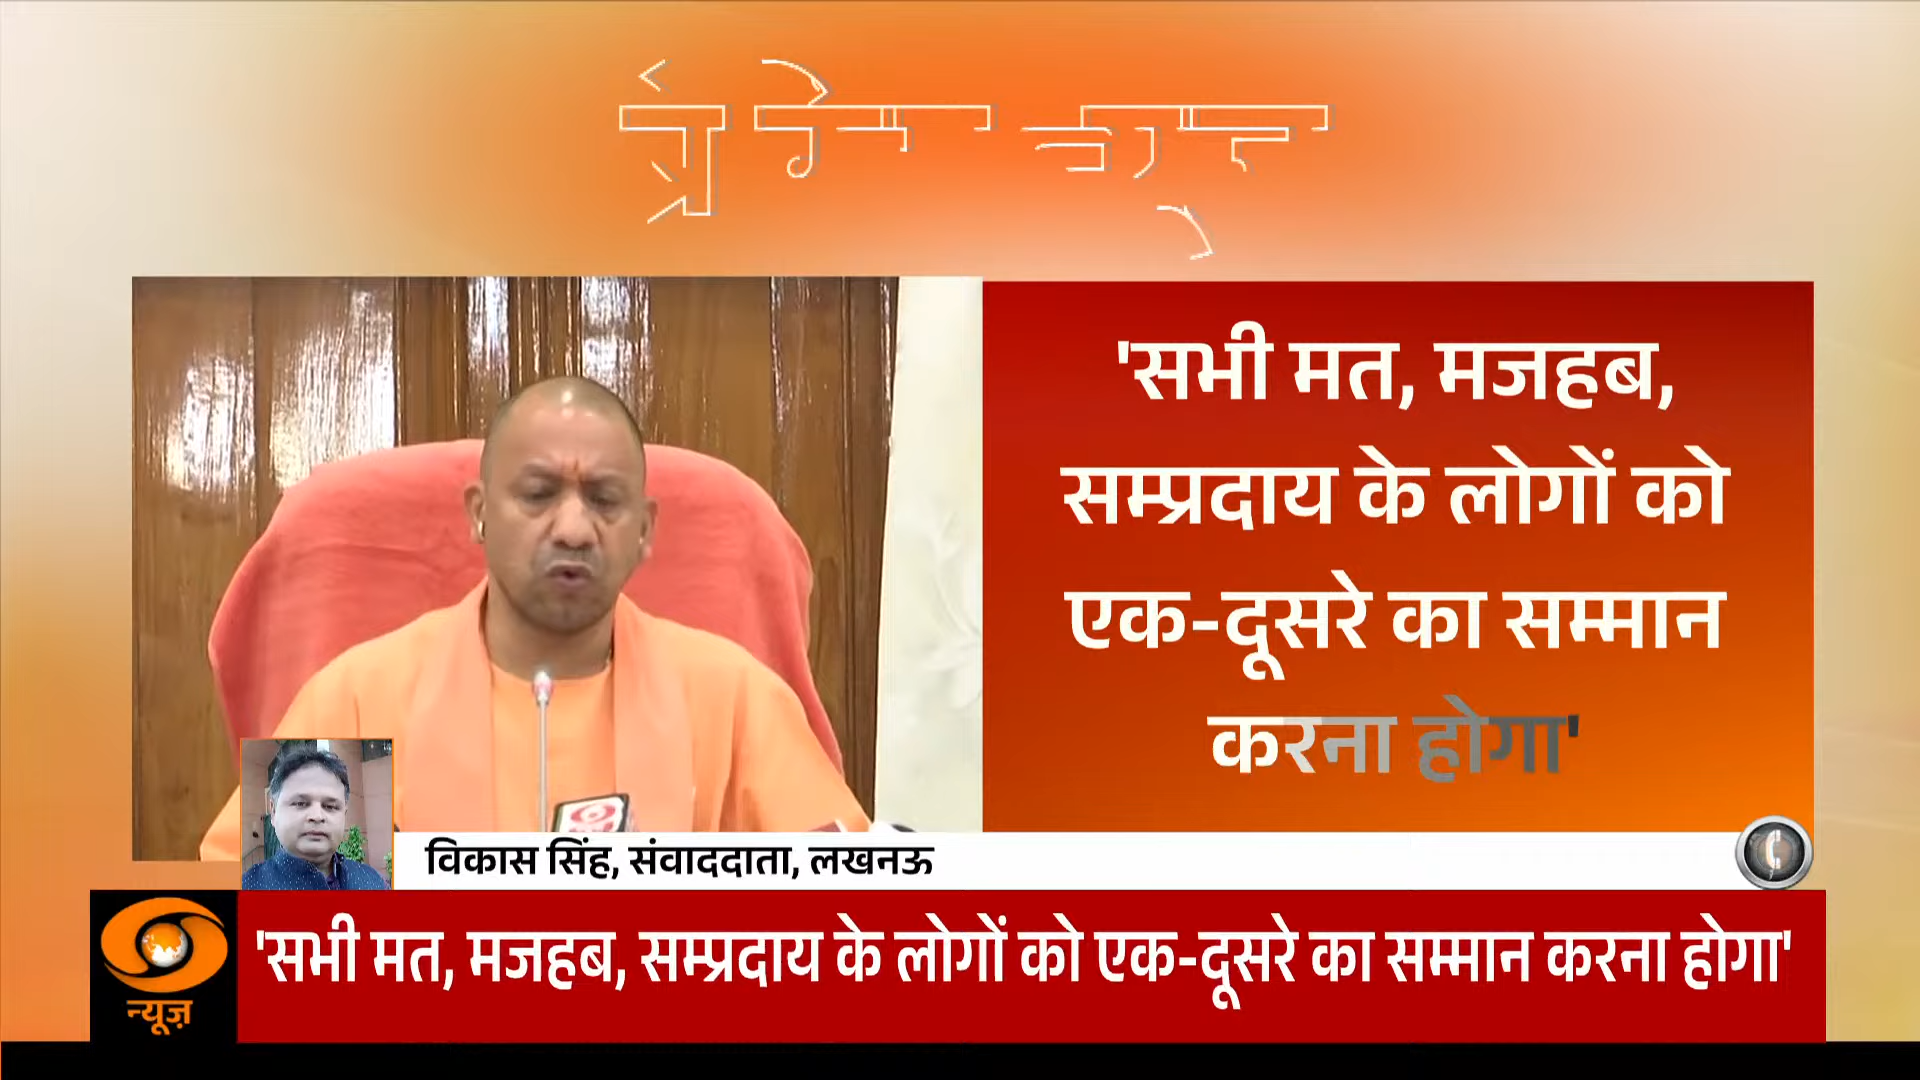 'सभी मत, मजहब,
सम्प्रदाय के लोगों को
एक-दूसरे का सम्मान
करना होगा'
विकास सिंह, संवाददाता, लखनऊ
'सभी मत, मजहब, सम्प्रदाय के लोगों को एक-दूसरे का सम्मान करना होगा'
न्यूज़